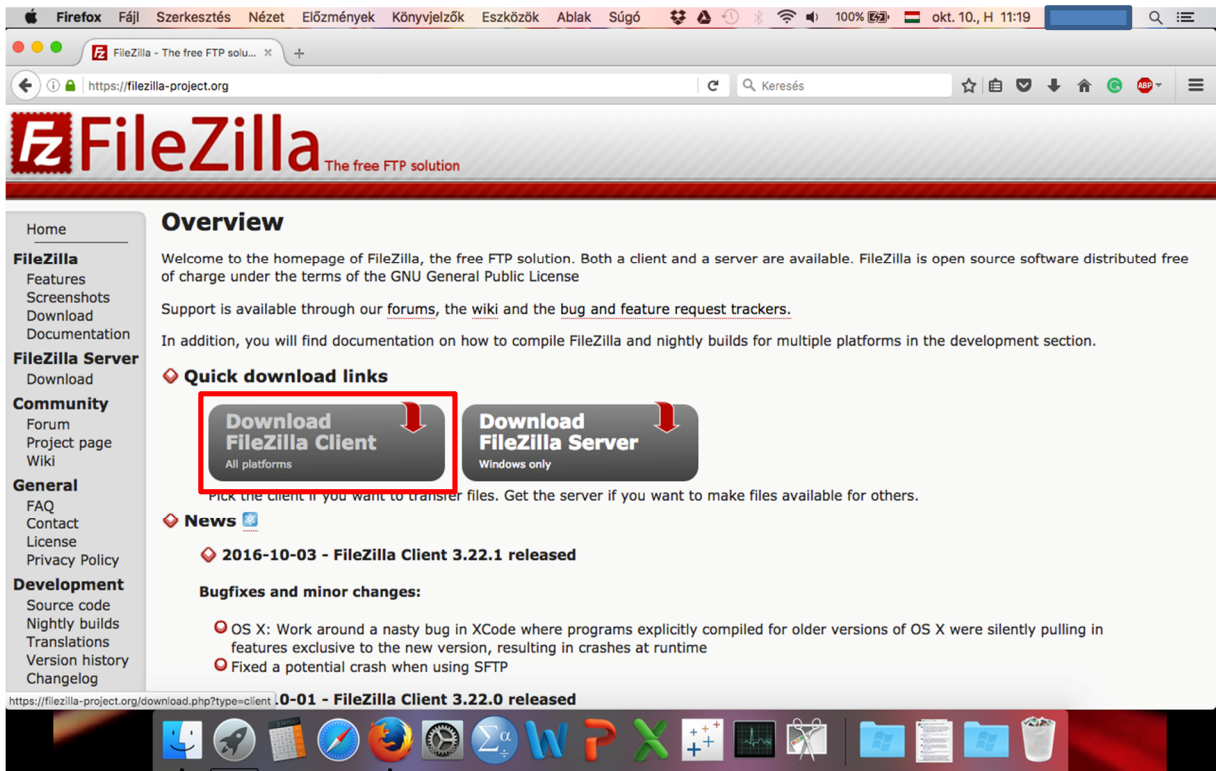 Firefox Fájl Szerkesztés Nézet Előzmények Könyvjelzők Eszközök Ablak Súgó 100% okt. 10., H 11:19
FileZilla - The free FTP solu...
https://filezilla-project.org
Keresés
ABP
FileZilla The free FTP solution
Home
FileZilla
Features
Screenshots
Download
Documentation
FileZilla Server
Download
Community
Forum
Project page
Wiki
General
FAQ
Contact
License
Privacy Policy
Development
Source code
Nightly builds
Translations
Version history
Changelog
Overview
Welcome to the homepage of FileZilla, the free FTP solution. Both a client and a server are available. FileZilla is open source software distributed free
of charge under the terms of the GNU General Public License
Support is available through our forums, the wiki and the bug and feature request trackers.
In addition, you will find documentation on how to compile FileZilla and nightly builds for multiple platforms in the development section.
Quick download links
Download
FileZilla Client
All platforms
Download
FileZilla Server
Windows only
Pick the client if you want to transfer files. Get the server if you want to make files available for others.
News
2016-10-03 - FileZilla Client 3.22.1 released
Bugfixes and minor changes:
OS X: Work around a nasty bug in XCode where programs explicitly compiled for older versions of OS X were silently pulling in
features exclusive to the new version, resulting in crashes at runtime
Fixed a potential crash when using SFTP
0-01 - FileZilla Client 3.22.0 released
https://filezilla-project.org/download.php?type=client